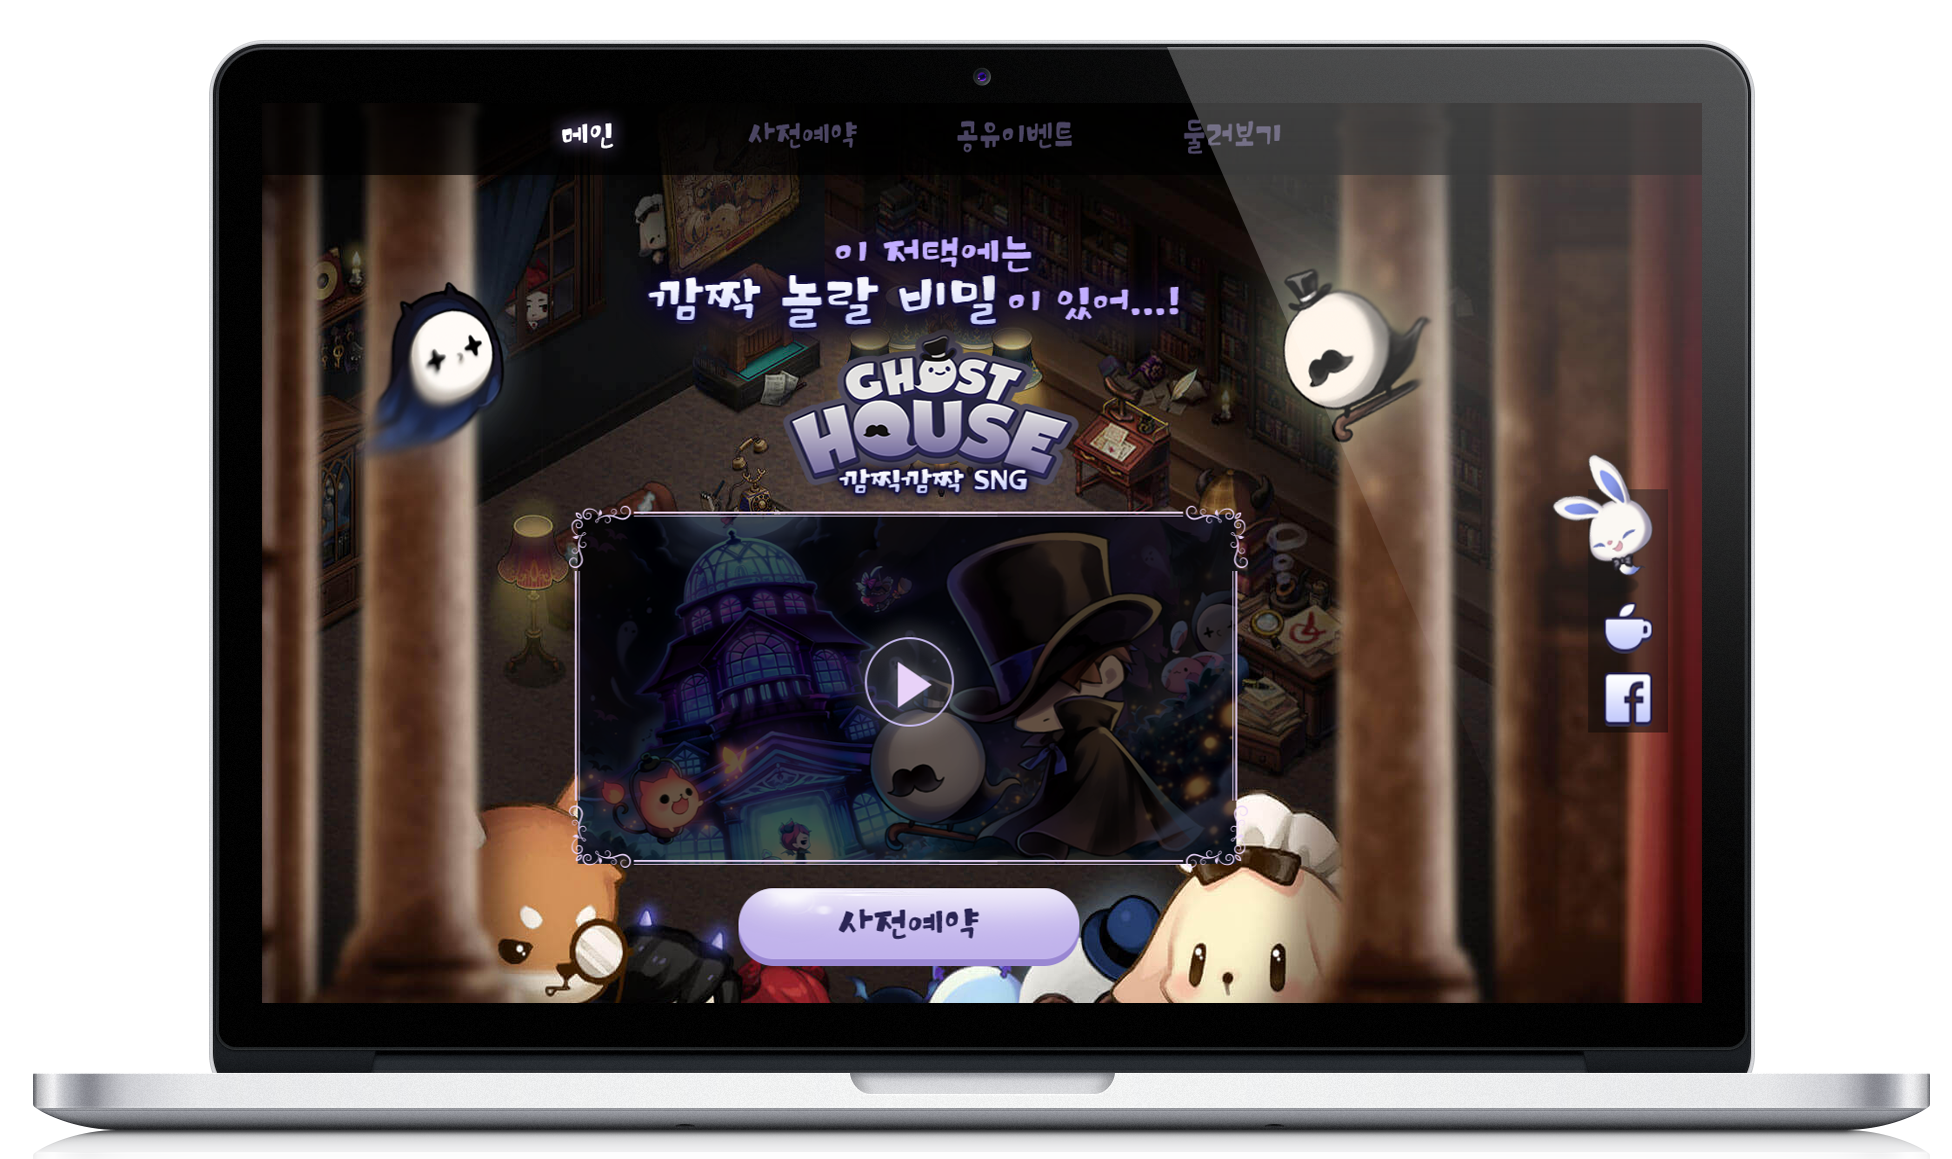 메인 사전예약 공유이벤트 둘러보기
이 저택에는
깜짝 놀랄 비밀이 있어...!
GHOST
HOUSE
깜찍깜짝 SNG
사전예약